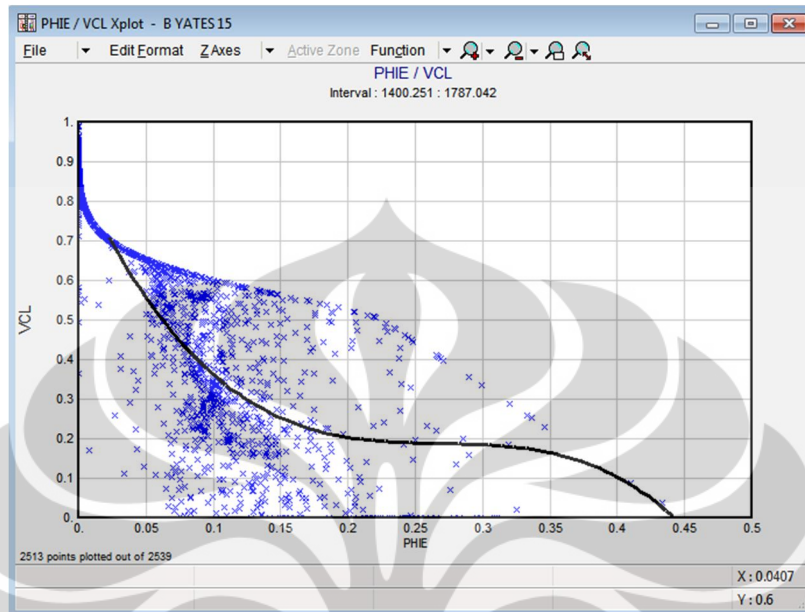 PHIE / VCL Xplot - B YATES 15
File Edit Format Z Axes Active Zone Function
PHIE / VCL
Interval : 1400.251 : 1787.042
1.
0.9
0.8
0.7
0.6
0.5
0.4
0.3
0.2
0.1
0.
VCL
0. 0.05 0.1 0.15 0.2 0.25 0.3 0.35 0.4 0.45 0.5
PHIE
2513 points plotted out of 2539
X : 0.0407
Y : 0.6